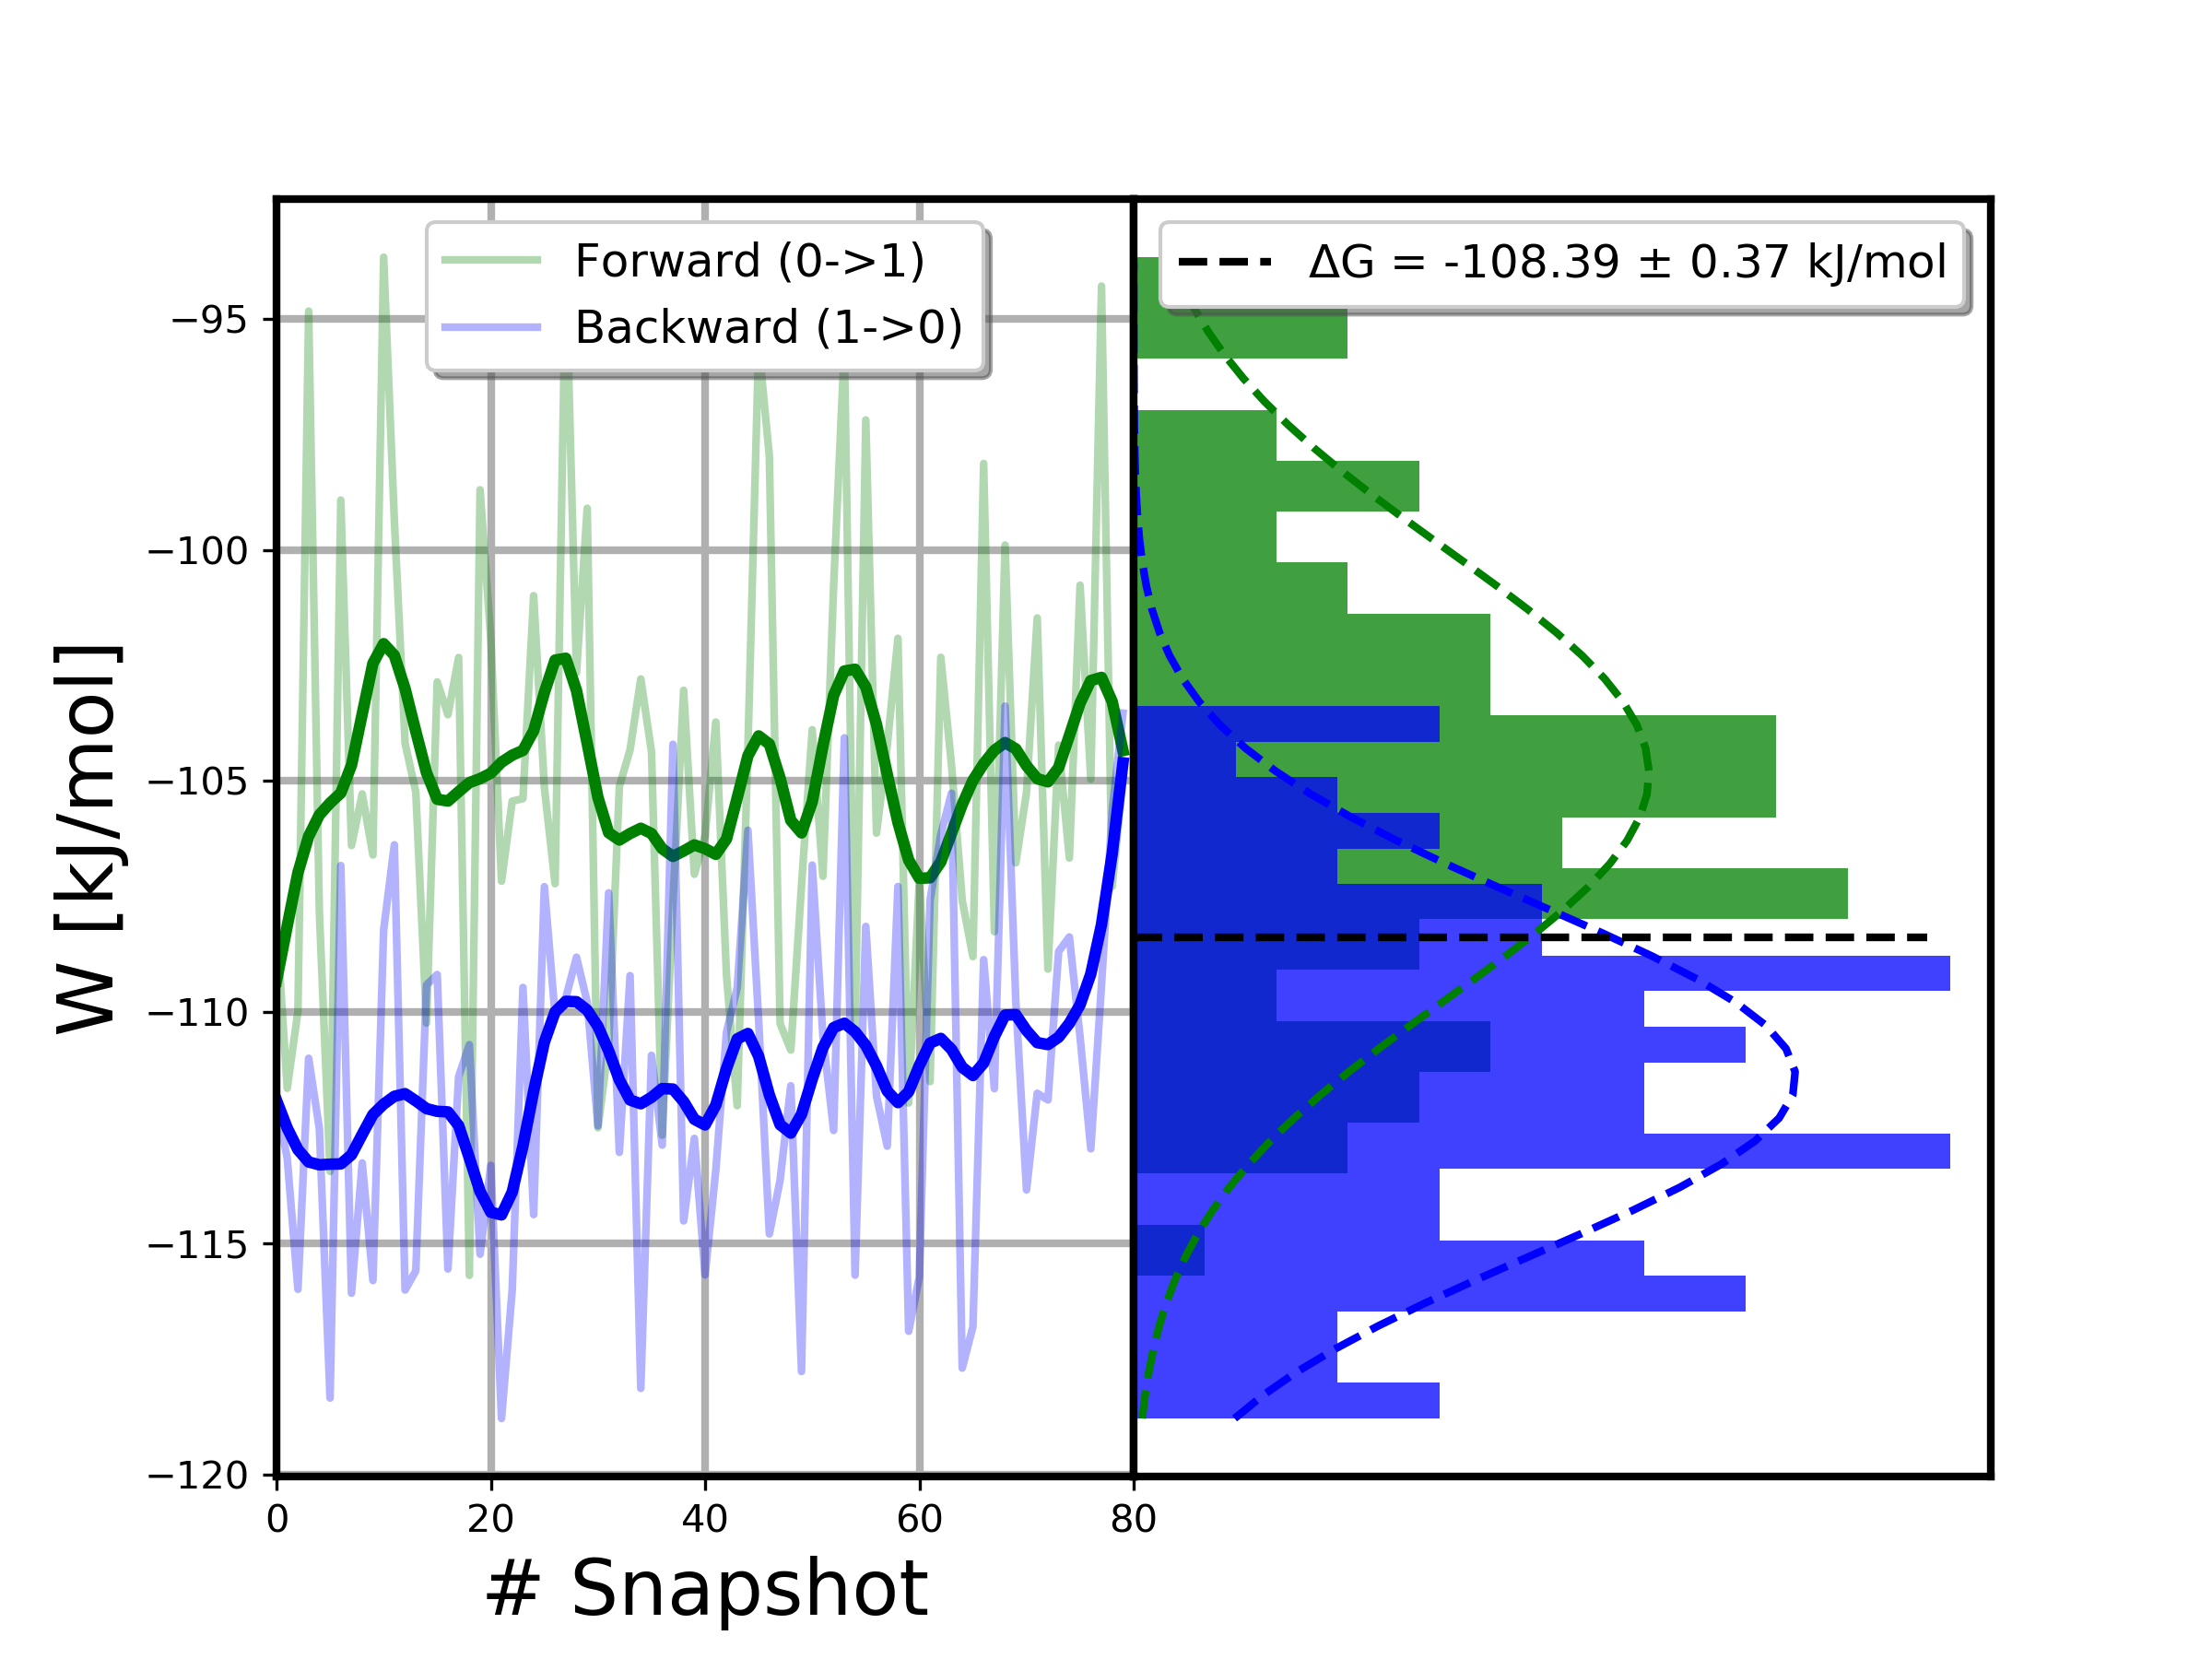 Forward (0->1)
Backward (1->0)
ΔG = -108.39 ± 0.37 kJ/mol
W [kJ/mol]
−95
−100
−105
−110
−115
−120
0 20 40 60 80
# Snapshot